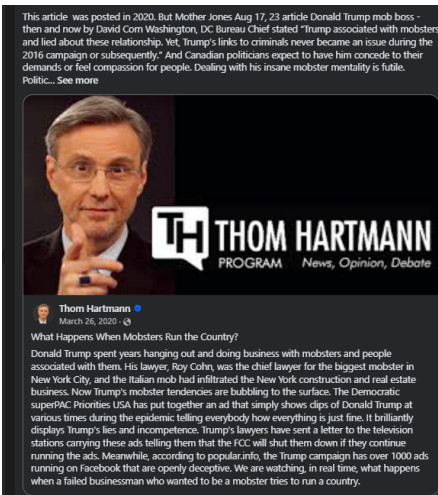 This article was posted in 2020. But Mother Jones Aug 17, 23 article Donald Trump mob boss -
then and now by David Corn Washington, DC Bureau Chief stated "Trump associated with mobsters
and lied about these relationship. Yet, Trump's links to criminals never became an issue during the
2016 campaign or subsequently." And Canadian politicians expect to have him concede to their
demands or feel compassion for people. Dealing with his insane mobster mentality is futile.
Politic... See more
TH THOM HARTMANN
PROGRAM News, Opinion, Debate
Thom Hartmann
March 26, 2020 ·
What Happens When Mobsters Run the Country?
Donald Trump spent years hanging out and doing business with mobsters and people
associated with them. His lawyer, Roy Cohn, was the chief lawyer for the biggest mobster in
New York City, and the Italian mob had infiltrated the New York construction and real estate
business. Now Trump's mobster tendencies are bubbling to the surface. The Democratic
superPAC Priorities USA has put together an ad that simply shows clips of Donald Trump at
various times during the epidemic telling everybody how everything is just fine. It brilliantly
displays Trump's lies and incompetence. Trump's lawyers have sent a letter to the television
stations carrying these ads telling them that the FCC will shut them down if they continue
running the ads. Meanwhile, according to popular.info, the Trump campaign has over 1000 ads
running on Facebook that are openly deceptive. We are watching, in real time, what happens
when a failed businessman who wanted to be a mobster tries to run a country.